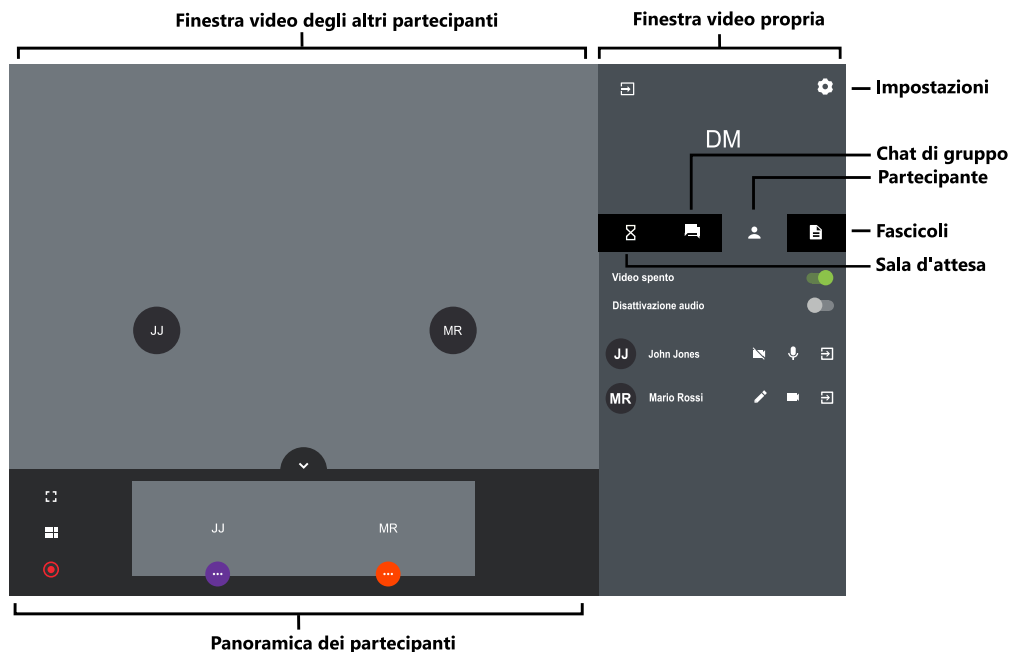 Finestra video degli altri partecipanti
Finestra video propria
Impostazioni
DM
Chat di gruppo
Partecipante
Fascicoli
Sala d'attesa
Video spento
Disattivazione audio
JJ
MR
JJ John Jones
MR Mario Rossi
JJ
MR
Panoramica dei partecipanti